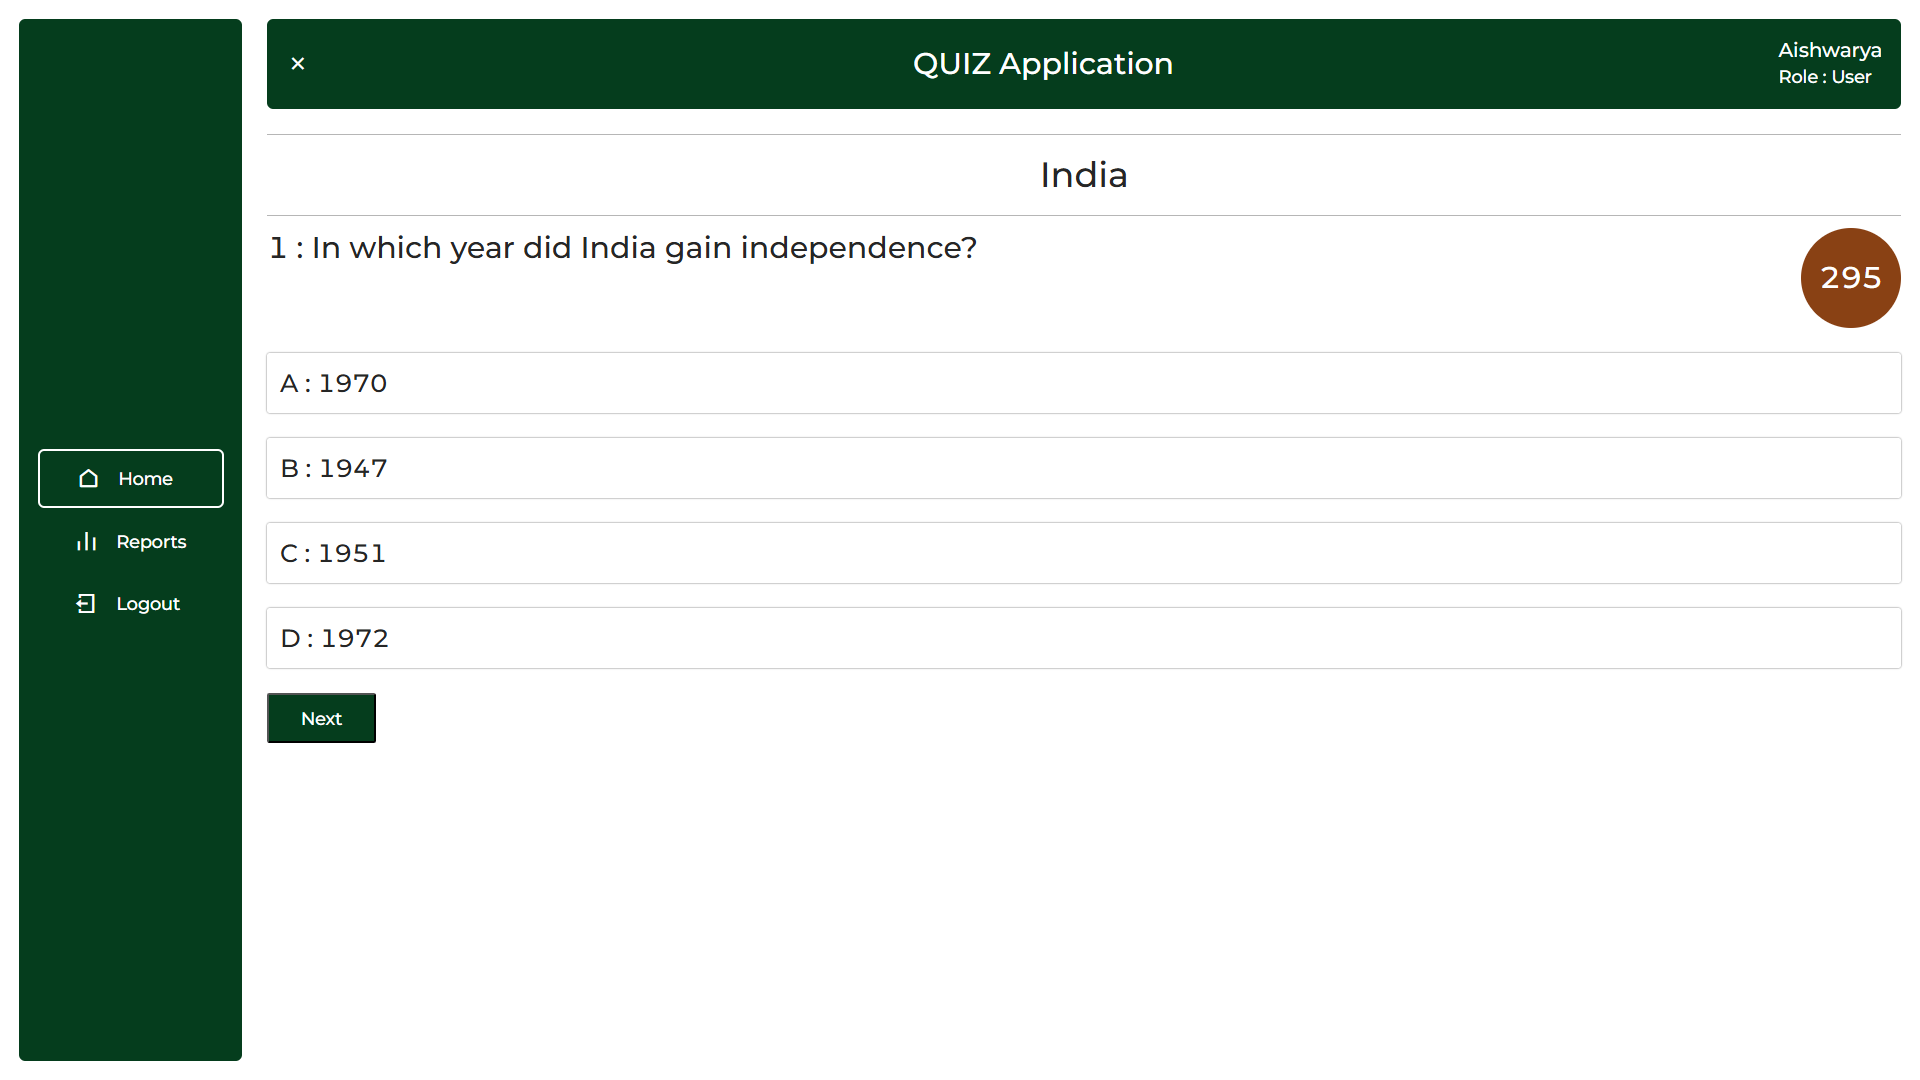 Home
Reports
Logout
×
QUIZ Application
Aishwarya
Role : User
India
1 : In which year did India gain independence?
295
A : 1970
B : 1947
C : 1951
D : 1972
Next